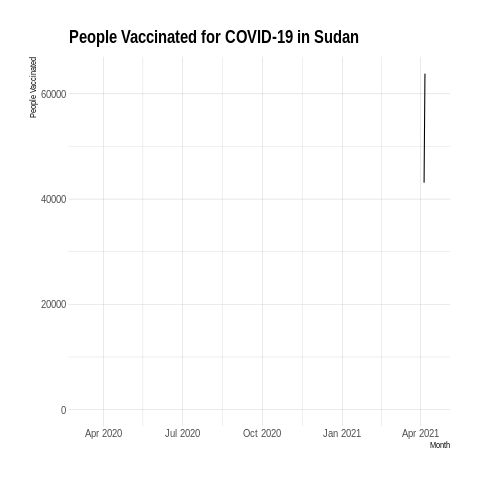 People Vaccinated for COVID-19 in Sudan
People Vaccinated
60000
40000
20000
0
Apr 2020 Jul 2020 Oct 2020 Jan 2021 Apr 2021
Month